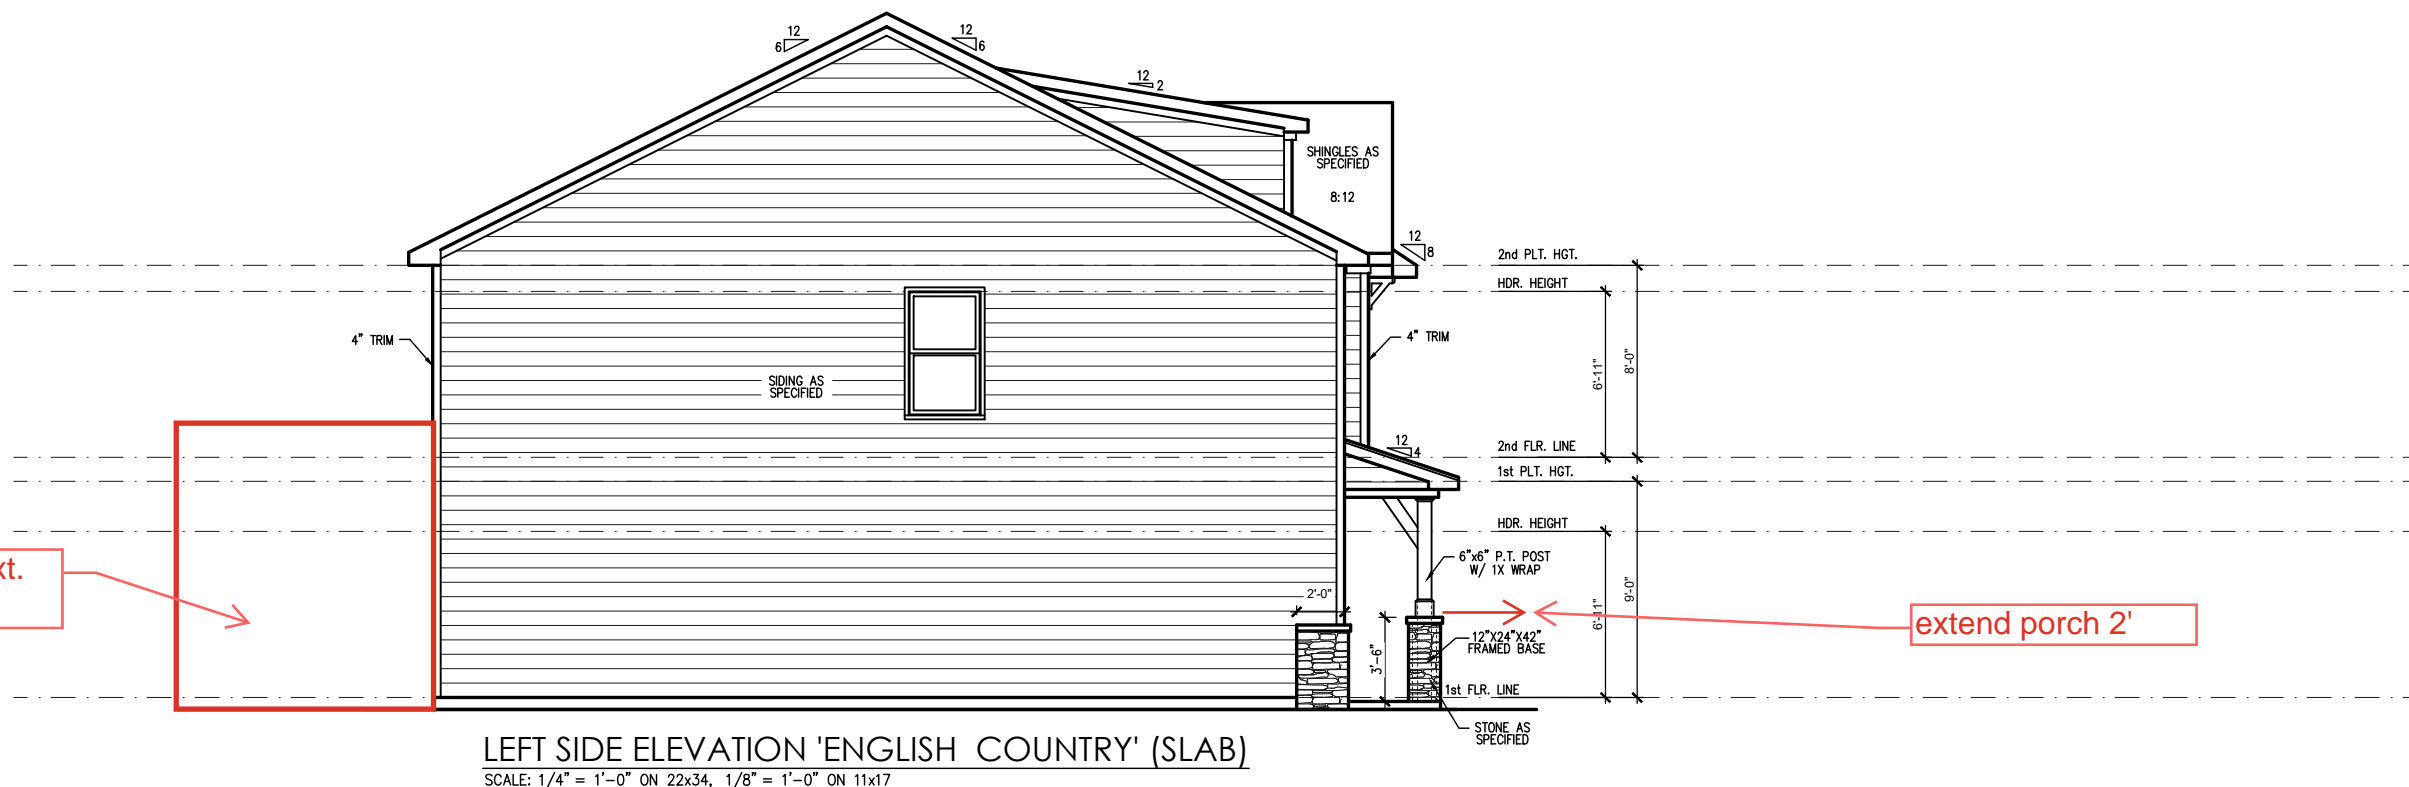 12
6
12
6
12
2
SHINGLES AS
SPECIFIED
8:12
12
8
2nd PLT. HGT.
HDR. HEIGHT
4" TRIM
4" TRIM
6'-11"
8'-0"
SIDING AS
SPECIFIED
12
4
2nd FLR. LINE
1st PLT. HGT.
HDR. HEIGHT
6"x6" P.T. POST
W/ 1X WRAP
xt.
2'-0"
9'-0"
6'-11"
extend porch 2'
12"X24"X42"
FRAMED BASE
3'-6"
1st FLR. LINE
STONE AS
SPECIFIED
LEFT SIDE ELEVATION 'ENGLISH COUNTRY' (SLAB)
SCALE: 1/4" = 1'-0" ON 22x34, 1/8" = 1'-0" ON 11x17